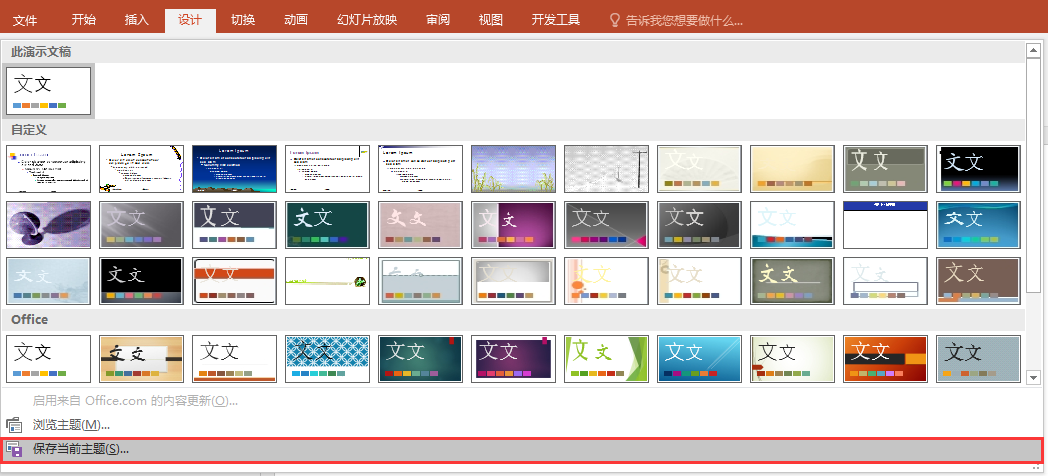 文件 开始 插入 设计 切换 动画 幻灯片放映 审阅 视图 开发工具 告诉我您想要做什么...
此演示文稿
文文
自定义
Lorem Ipsum
文文 文文
文文 文文 文文 文文 文文 文文 文文 文文 文文
文文 文文 文文 文文 文文 文文 文文 文文 文文
Office
文文 文文 文文 文文 文文 文文 文文 文文 文文 文文 文文
启用来自 Office.com 的内容更新(O)...
浏览主题(M)...
保存当前主题(S)...